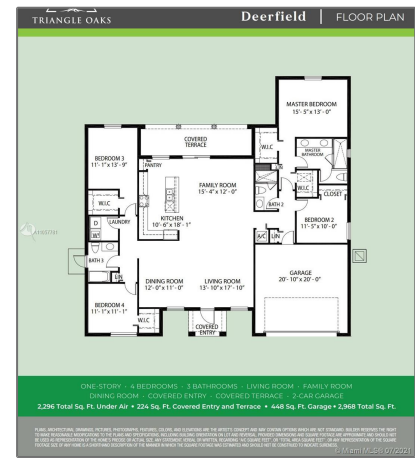 TRIANGLE OAKS
Deerfield | FLOOR PLAN
MASTER BEDROOM
15'- 5" x 13'- 0"
COVERED
TERRACE
W.I.C
MASTER
BATHROOM
BEDROOM 3
11'- 1" x 13'- 9"
PANTRY
FAMILY ROOM
15'- 4" x 12'- 0"
W.I.C
CLOSET
W.I.C
BATH 2
KITCHEN
10'- 6" x 18'- 1"
BEDROOM 2
11'- 5" x 10'- 0"
D
LAUNDRY
W
A/C
LIN
BATH 3
LIN
DINING ROOM
12'- 0" x 11'- 0"
LIVING ROOM
13'- 10" x 17'- 10"
GARAGE
20'- 10" x 20'- 0"
BEDROOM 4
11'- 1" x 11'- 1"
W.I.C
COVERED
ENTRY
ONE-STORY • 4 BEDROOMS • 3 BATHROOMS • LIVING ROOM • FAMILY ROOM
DINING ROOM • COVERED ENTRY • COVERED TERRACE • 2-CAR GARAGE
2,296 Total Sq. Ft. Under Air • 224 Sq. Ft. Covered Entry and Terrace • 448 Sq. Ft. Garage • 2,968 Total Sq. Ft.
© Miami MLS® 07/2021